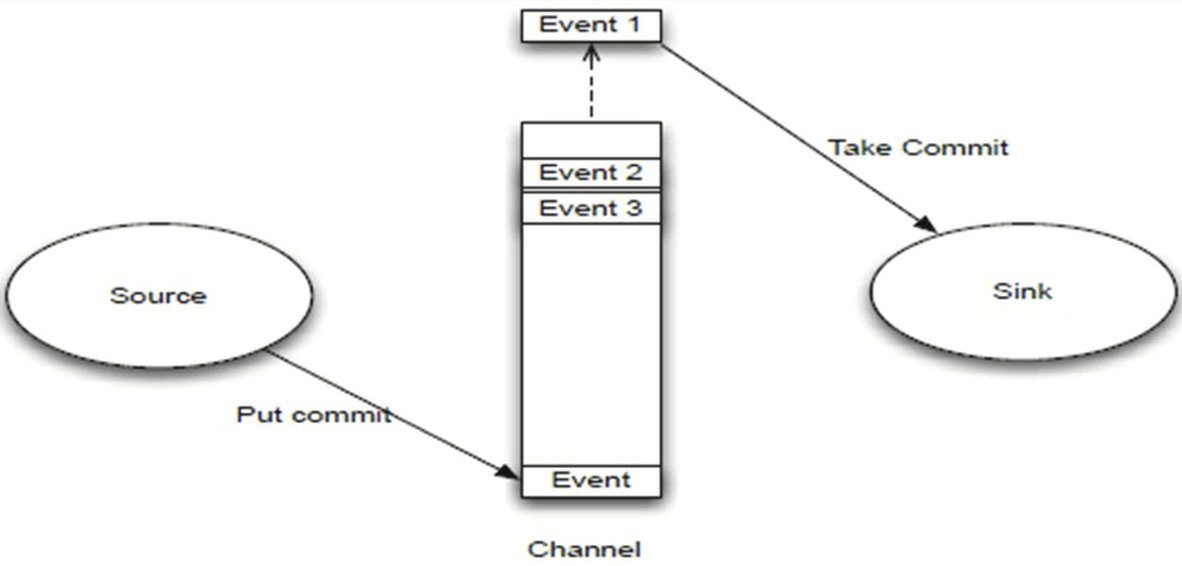 Event 1
Take Commit
Event 2
Event 3
Source
Sink
Put commit
Event
Channel